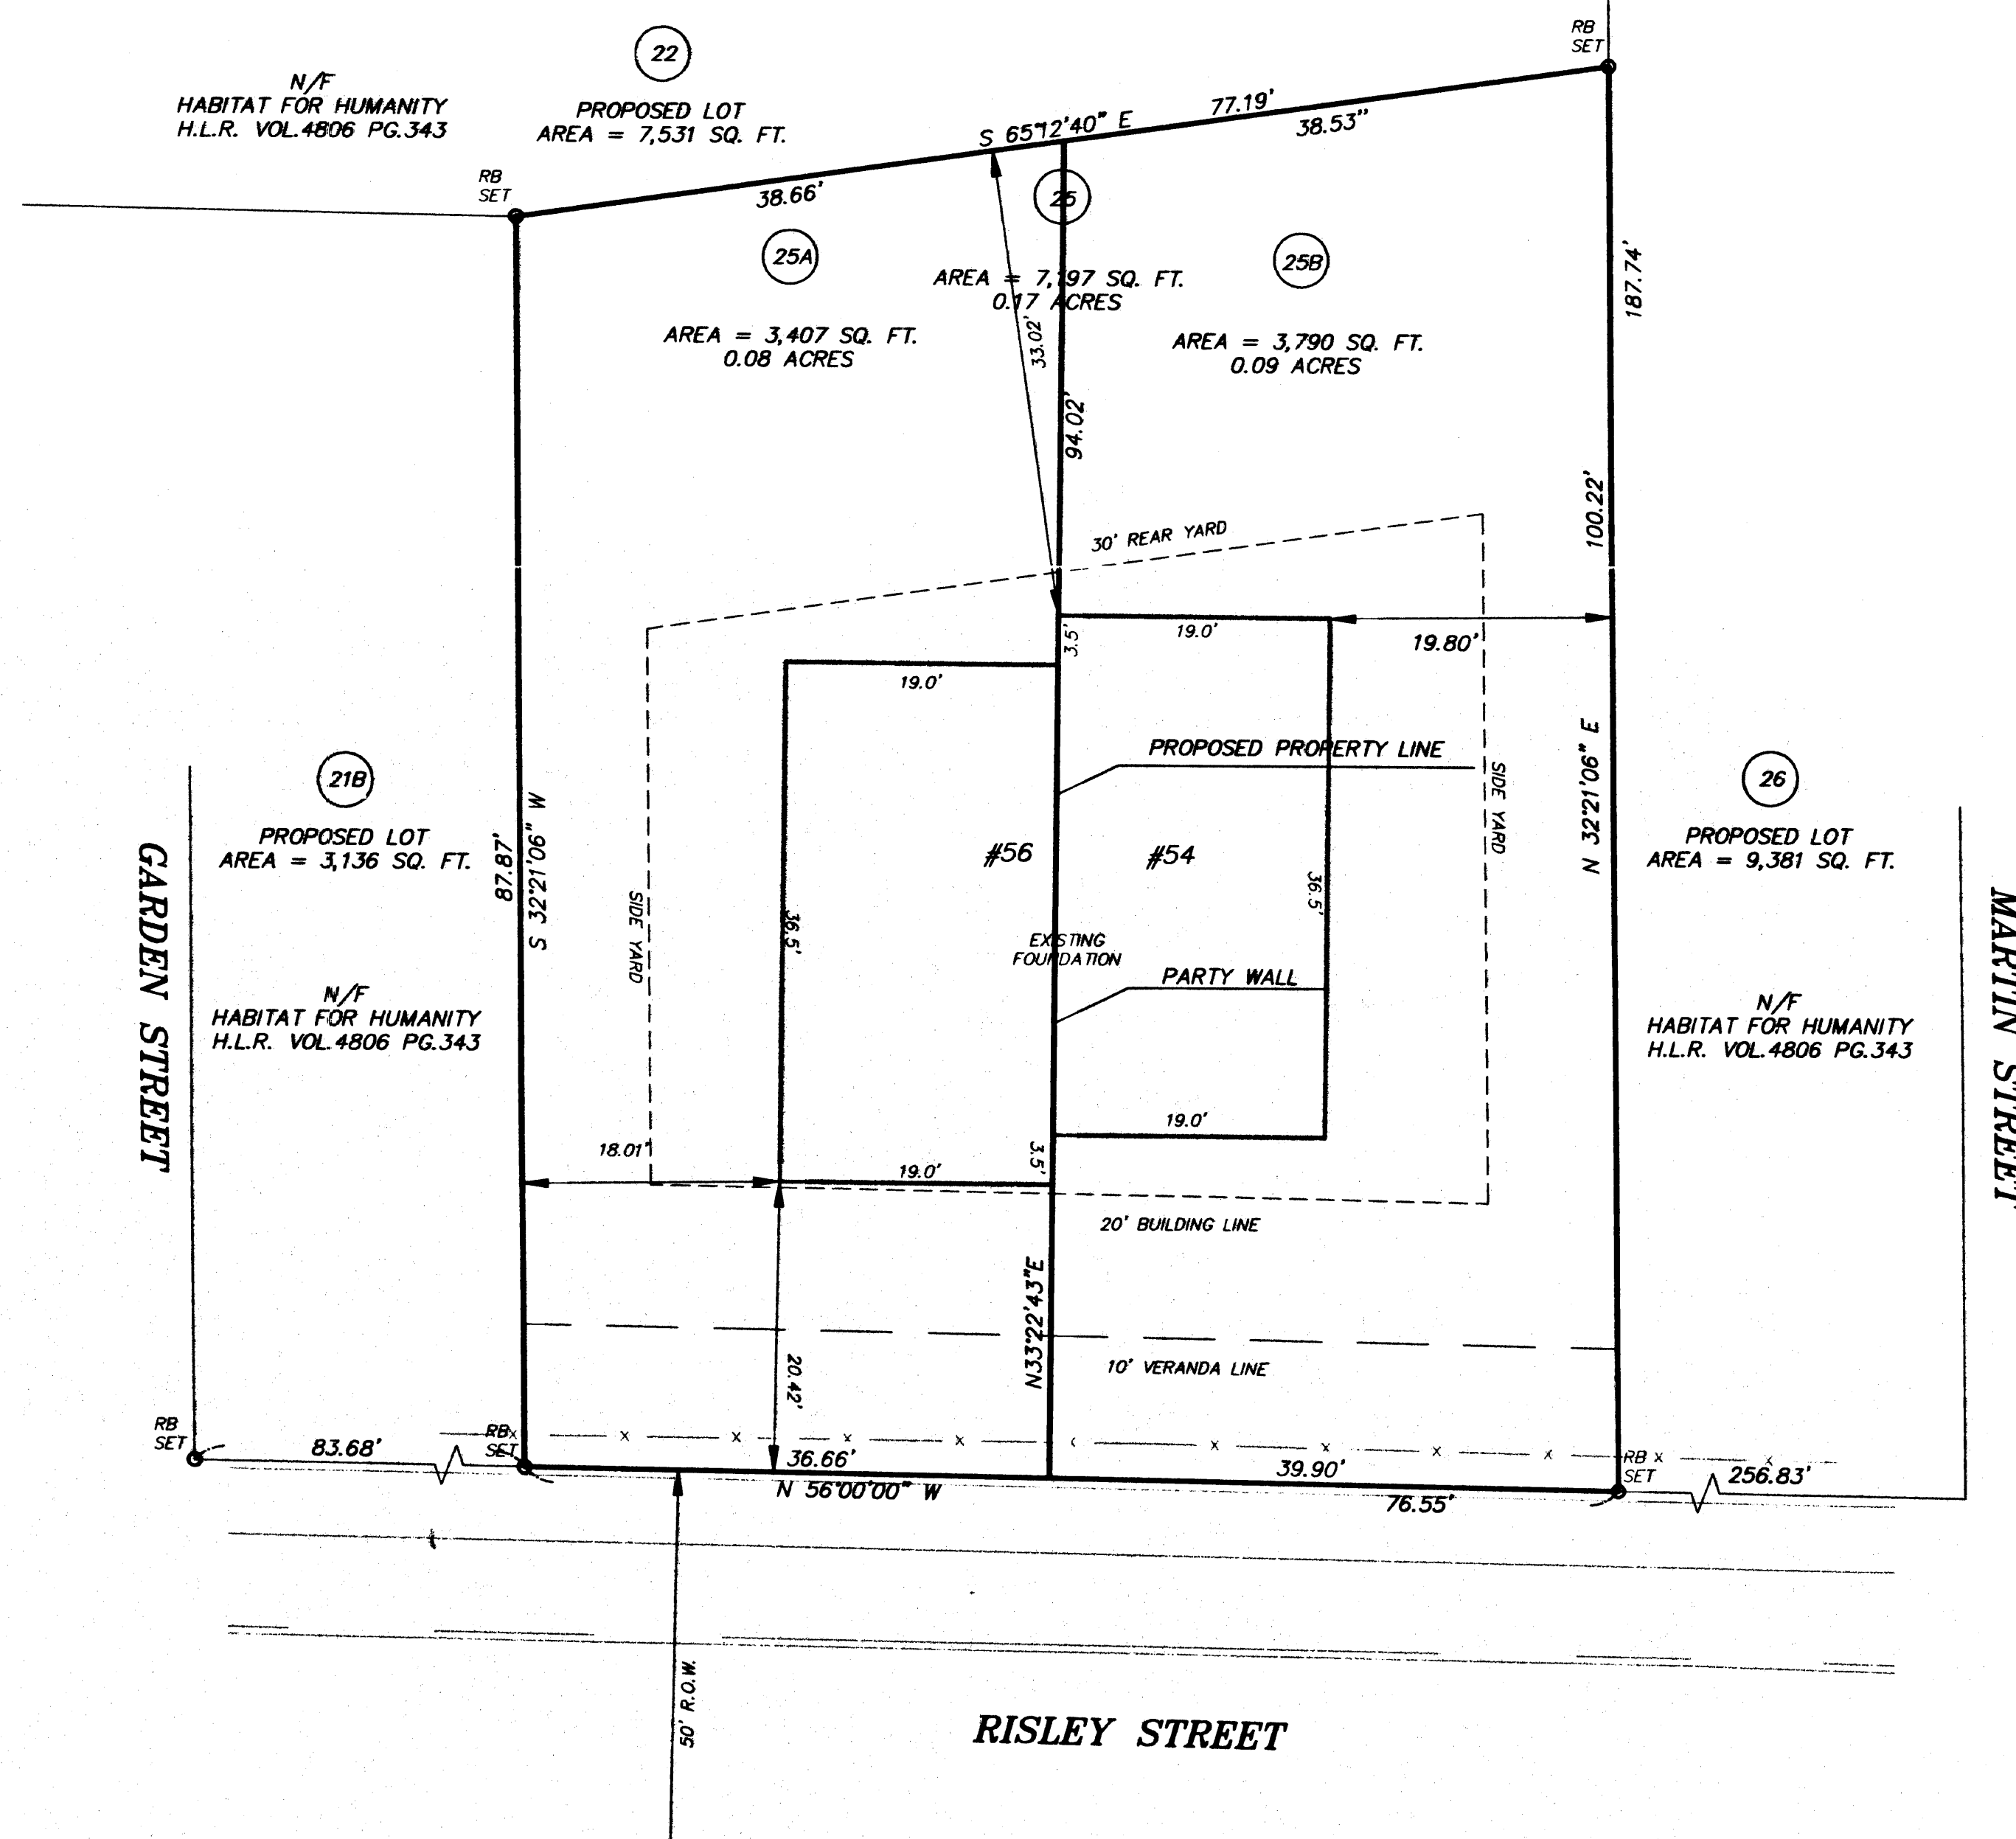 RB
SET
22
N/F
HABITAT FOR HUMANITY
H.L.R. VOL.4806 PG.343
PROPOSED LOT
AREA = 7,531 SQ. FT.
77.19'
S 65°12'40" E
38.53"
RB
SET
38.66'
25
25A
25B
AREA = 7,197 SQ. FT.
0.17 ACRES
187.74'
AREA = 3,407 SQ. FT.
0.08 ACRES
33.02'
AREA = 3,790 SQ. FT.
0.09 ACRES
94.02'
100.22'
30' REAR YARD
3.5'
19.0'
19.80'
19.0'
PROPOSED PROPERTY LINE
N 32°21'06" E
SIDE YARD
21B
PROPOSED LOT
AREA = 3,136 SQ. FT.
87.87'
S 32°21'06" W
#56
#54
26
PROPOSED LOT
AREA = 9,381 SQ. FT.
GARDEN STREET
MARTIN STREET
SIDE YARD
36.5'
36.5'
EXISTING
FOUNDATION
PARTY WALL
N/F
HABITAT FOR HUMANITY
H.L.R. VOL.4806 PG.343
N/F
HABITAT FOR HUMANITY
H.L.R. VOL.4806 PG.343
19.0'
18.01'
19.0'
3.5'
20' BUILDING LINE
N33°22'43"E
10' VERANDA LINE
20.42'
RB
SET
83.68'
RB
SET
36.66'
39.90'
RB
SET
256.83'
N 56°00'00" W
76.55'
50' R.O.W.
RISLEY STREET